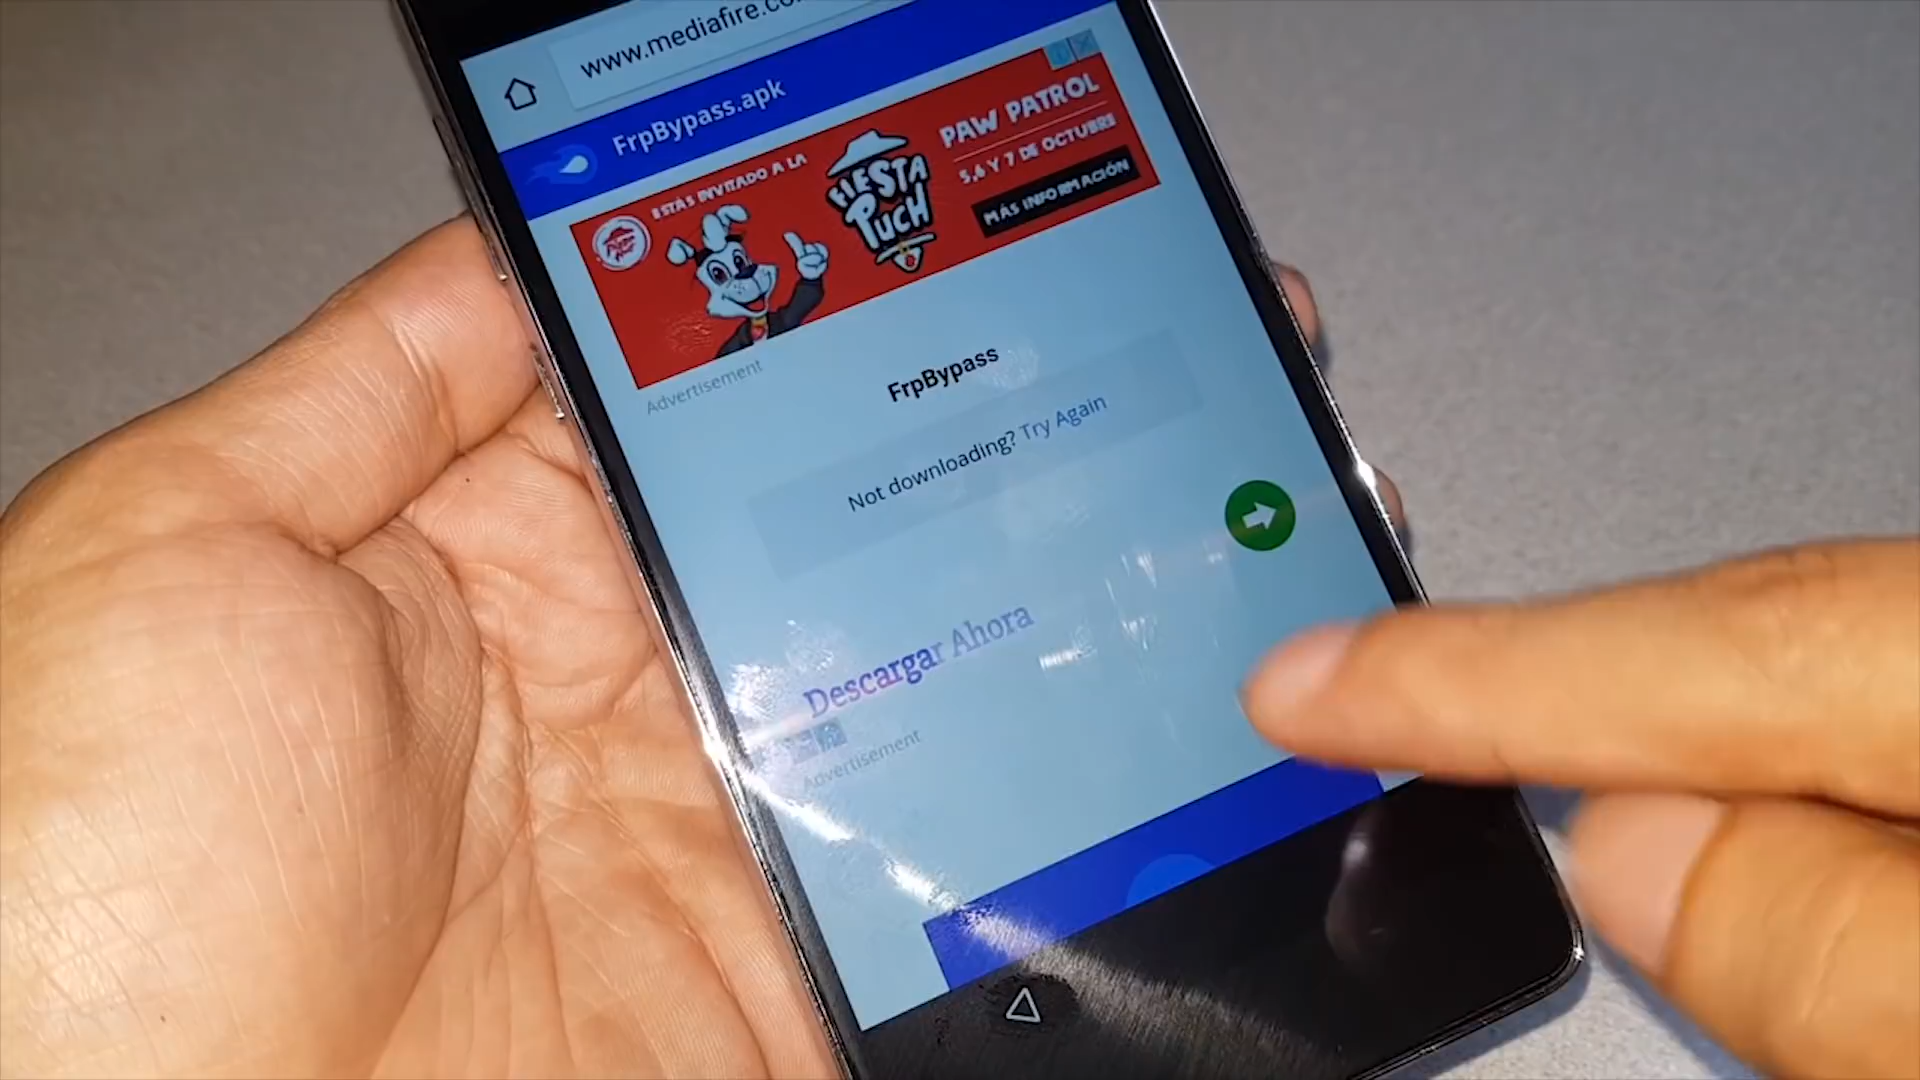 www.mediafire.co
FrpBypass.apk
ESTÁS INVITADO A LA
FIESTA
PUCH
PAW PATROL
5,6 Y 7 DE OCTUBRE
MÁS INFORMACIÓN
Advertisement
FrpBypass
Not downloading? Try Again
Descargar Ahora
Advertisement